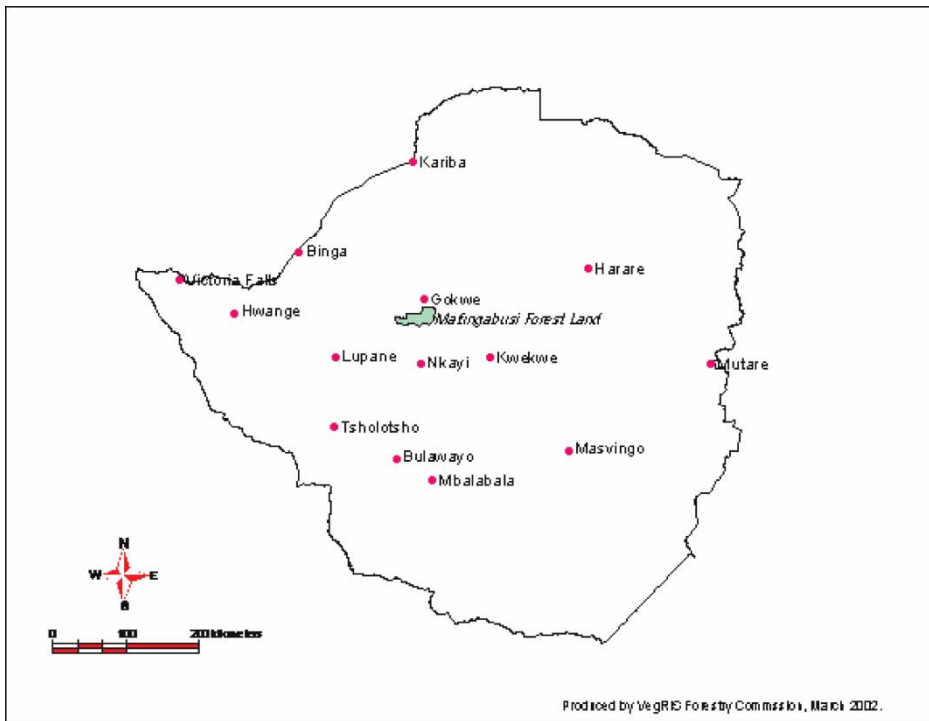 Kariba
Binga
Harare
Victoria Falls
Gokwe
Hwange
Mafungabusi Forest Land
Lupane
Nkayi
Kwekwe
Mutare
Tsholotsho
Masvingo
Bulawayo
Mbalabala
N
W E
S
0 100 200 kilometers
Produced by VegRIS Forestry Commission, March 2002.